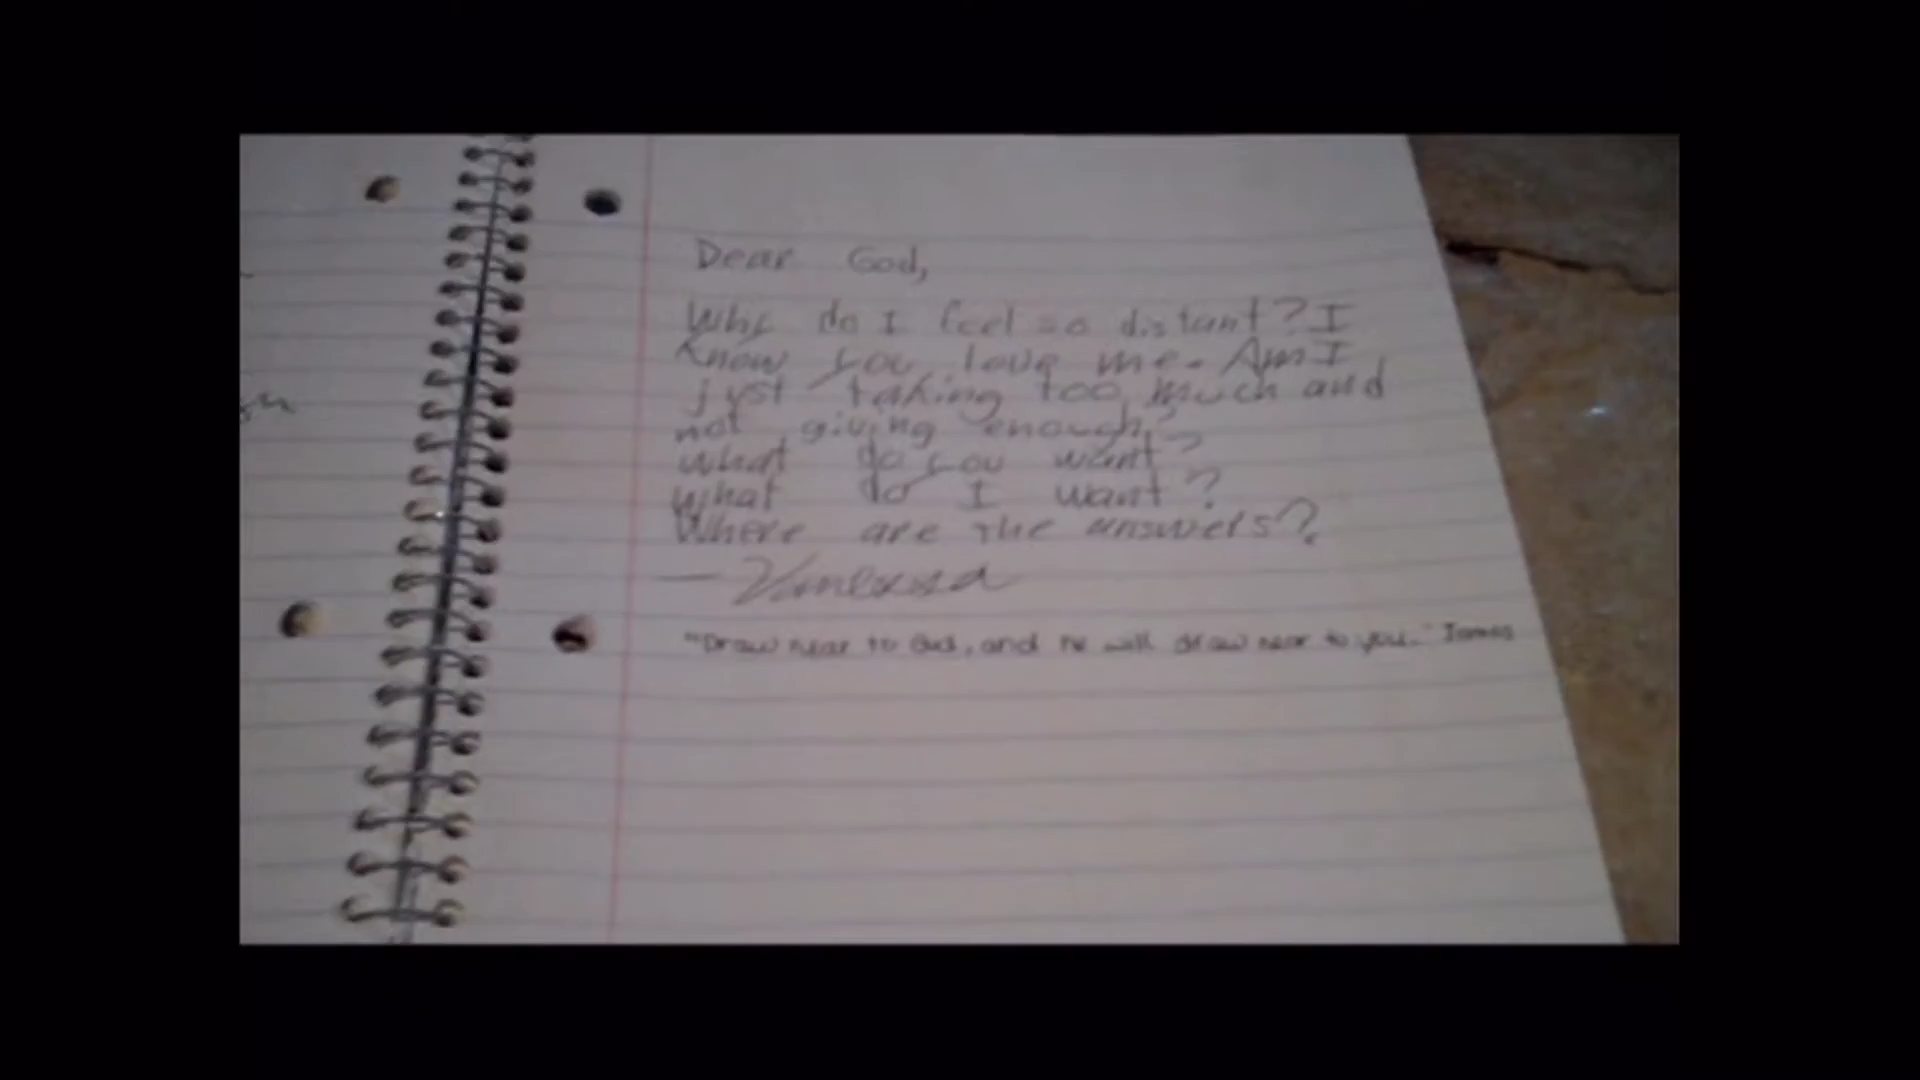 Dear God,
Why do I feel so distant? I
know you love me. Am I
just taking too much and
not giving enough?
What do you want?
What do I want?
Where are the answers?
— Vanessa
"Draw near to God, and he will draw near to you." James